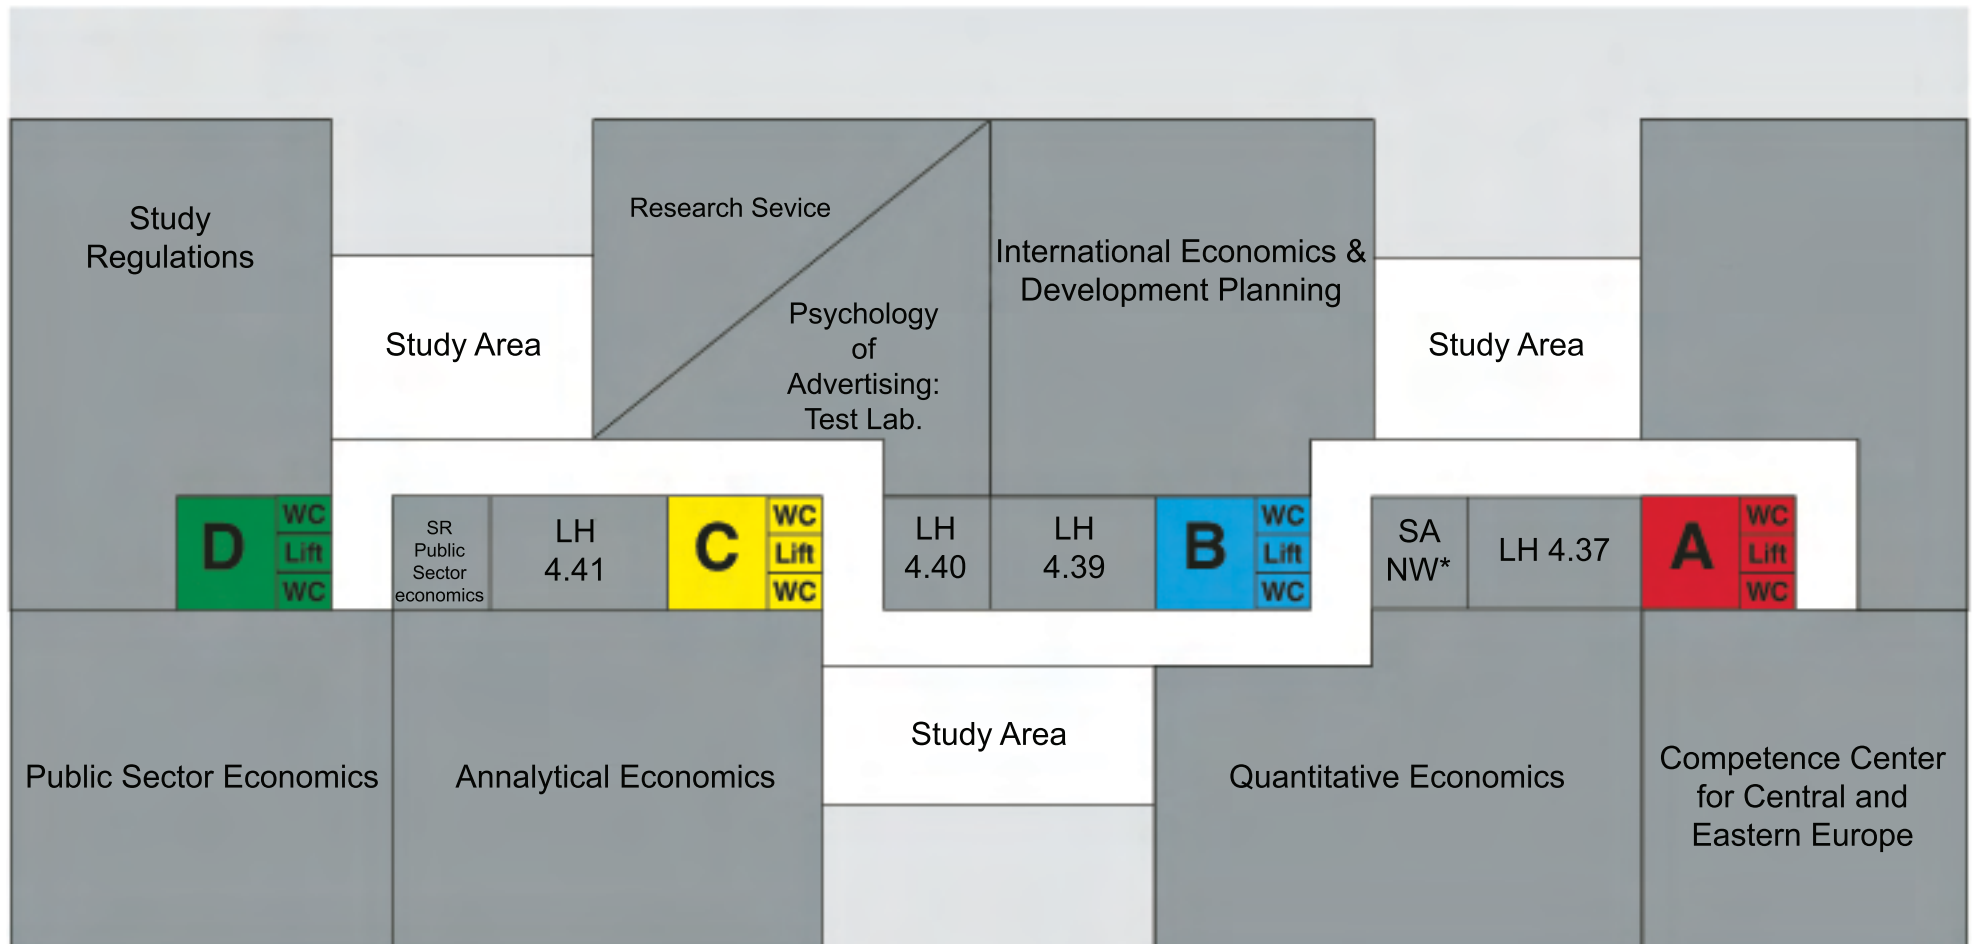 Study
Regulations
Study Area
Research Sevice
Psychology
of
Advertising:
Test Lab.
International Economics &
Development Planning
Study Area
D
WC
Lift
WC
SR
Public
Sector
economics
LH
4.41
C
WC
Lift
WC
LH
4.40
LH
4.39
B
WC
Lift
WC
SA
NW*
LH 4.37
A
WC
Lift
WC
Public Sector Economics
Annalytical Economics
Study Area
Quantitative Economics
Competence Center
for Central and
Eastern Europe